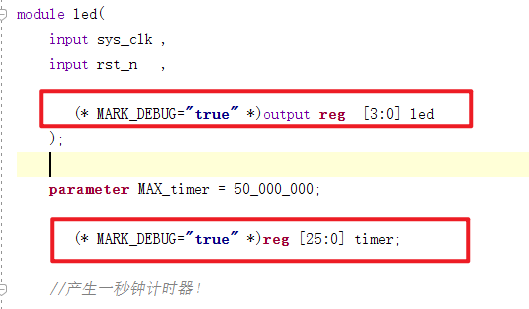 module led(
input sys_clk ,
input rst_n ,
(* MARK_DEBUG="true" *)output reg [3:0] led
);
parameter MAX_timer = 50_000_000;
(* MARK_DEBUG="true" *)reg [25:0] timer;
//产生一秒钟计时器!